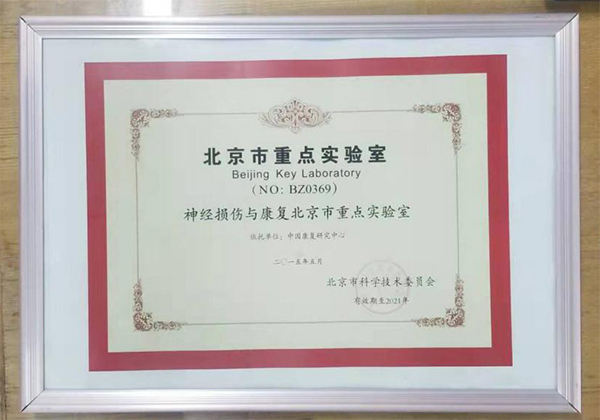 北京市重点实验室
Beijing Key Laboratory
(NO: BZ0369)
神经损伤与康复北京市重点实验室
依托单位：中国康复研究中心
二〇一五年五月
北京市科学技术委员会
有效期至2021年